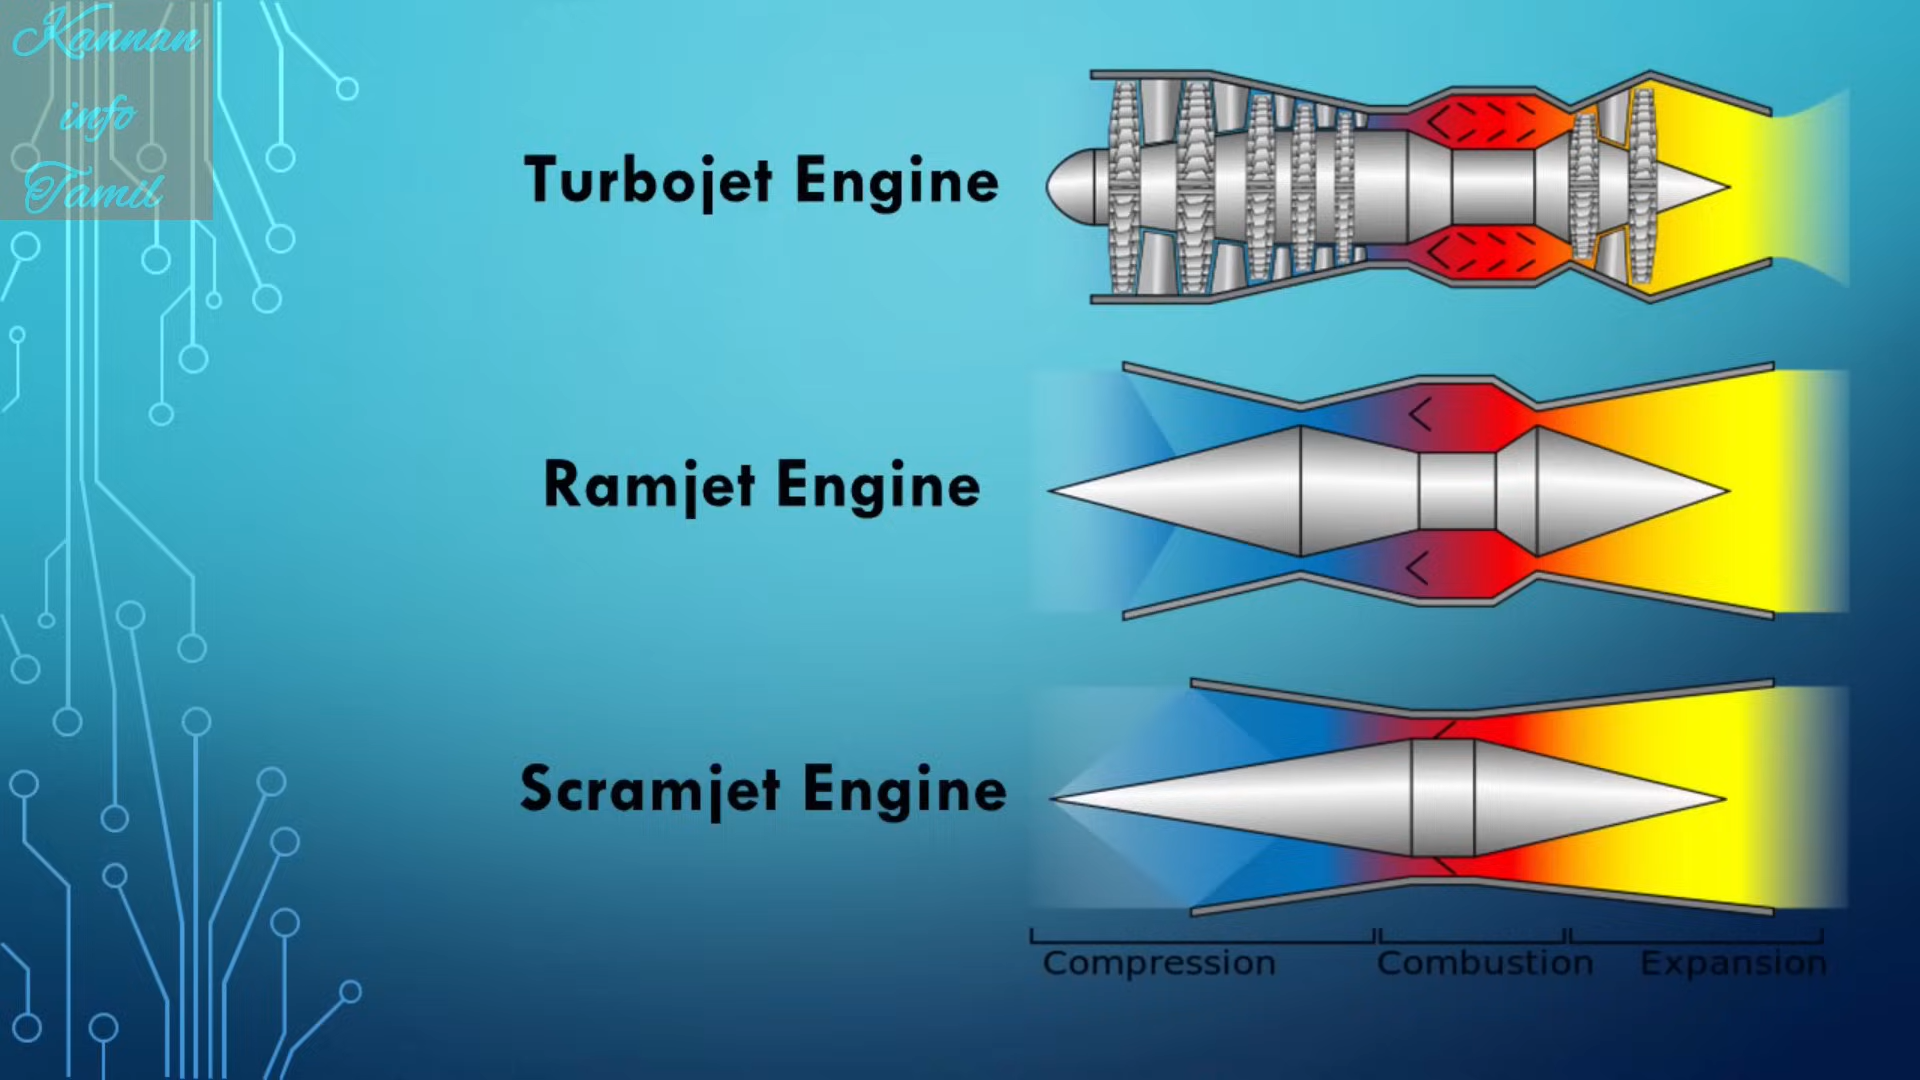 Kannan
info
Tamil
Turbojet Engine
Ramjet Engine
Scramjet Engine
Compression Combustion Expansion